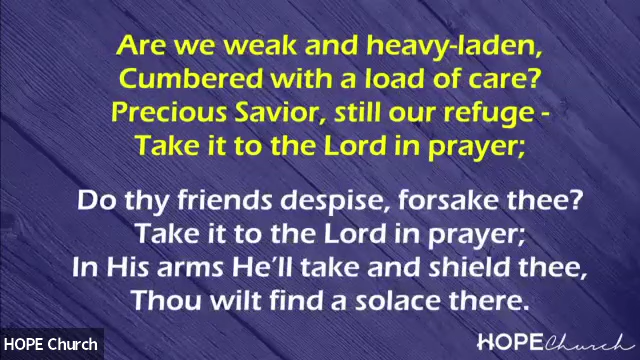 Are we weak and heavy-laden,
Cumbered with a load of care?
Precious Savior, still our refuge -
Take it to the Lord in prayer;
Do thy friends despise, forsake thee?
Take it to the Lord in prayer;
In His arms He'll take and shield thee,
Thou wilt find a solace there.
HOPE Church
HOPE Church